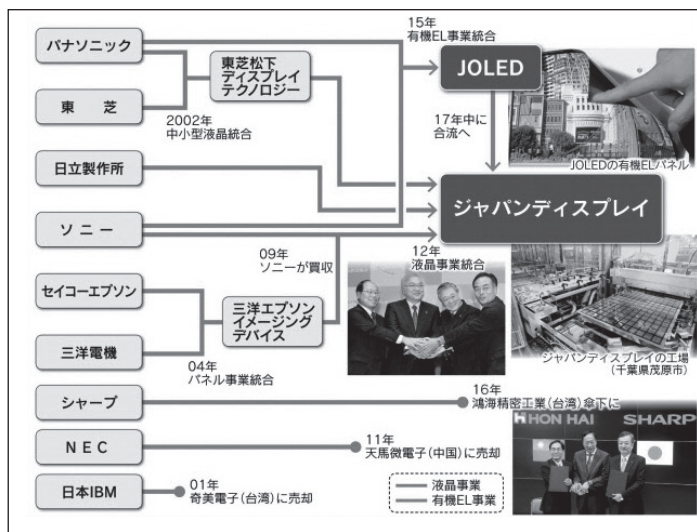 パナソニック
東 芝
日立製作所
ソ ニ ー
セイコーエプソン
三洋電機
シャープ
N E C
日本IBM
東芝松下
ディスプレイ
テクノロジー
2002年
中小型液晶統合
15年
有機EL事業統合
JOLED
17年中に
合流へ
JOLEDの有機ELパネル
ジャパンディスプレイ
09年
ソニーが買収
12年
液晶事業統合
三洋エプソン
イメージング
デバイス
04年
パネル事業統合
ジャパンディスプレイの工場
(千葉県茂原市)
16年
鴻海精密工業(台湾)傘下に
HON HAI SHARP
11年
天馬微電子(中国)に売却
01年
奇美電子(台湾)に売却
液晶事業
有機EL事業